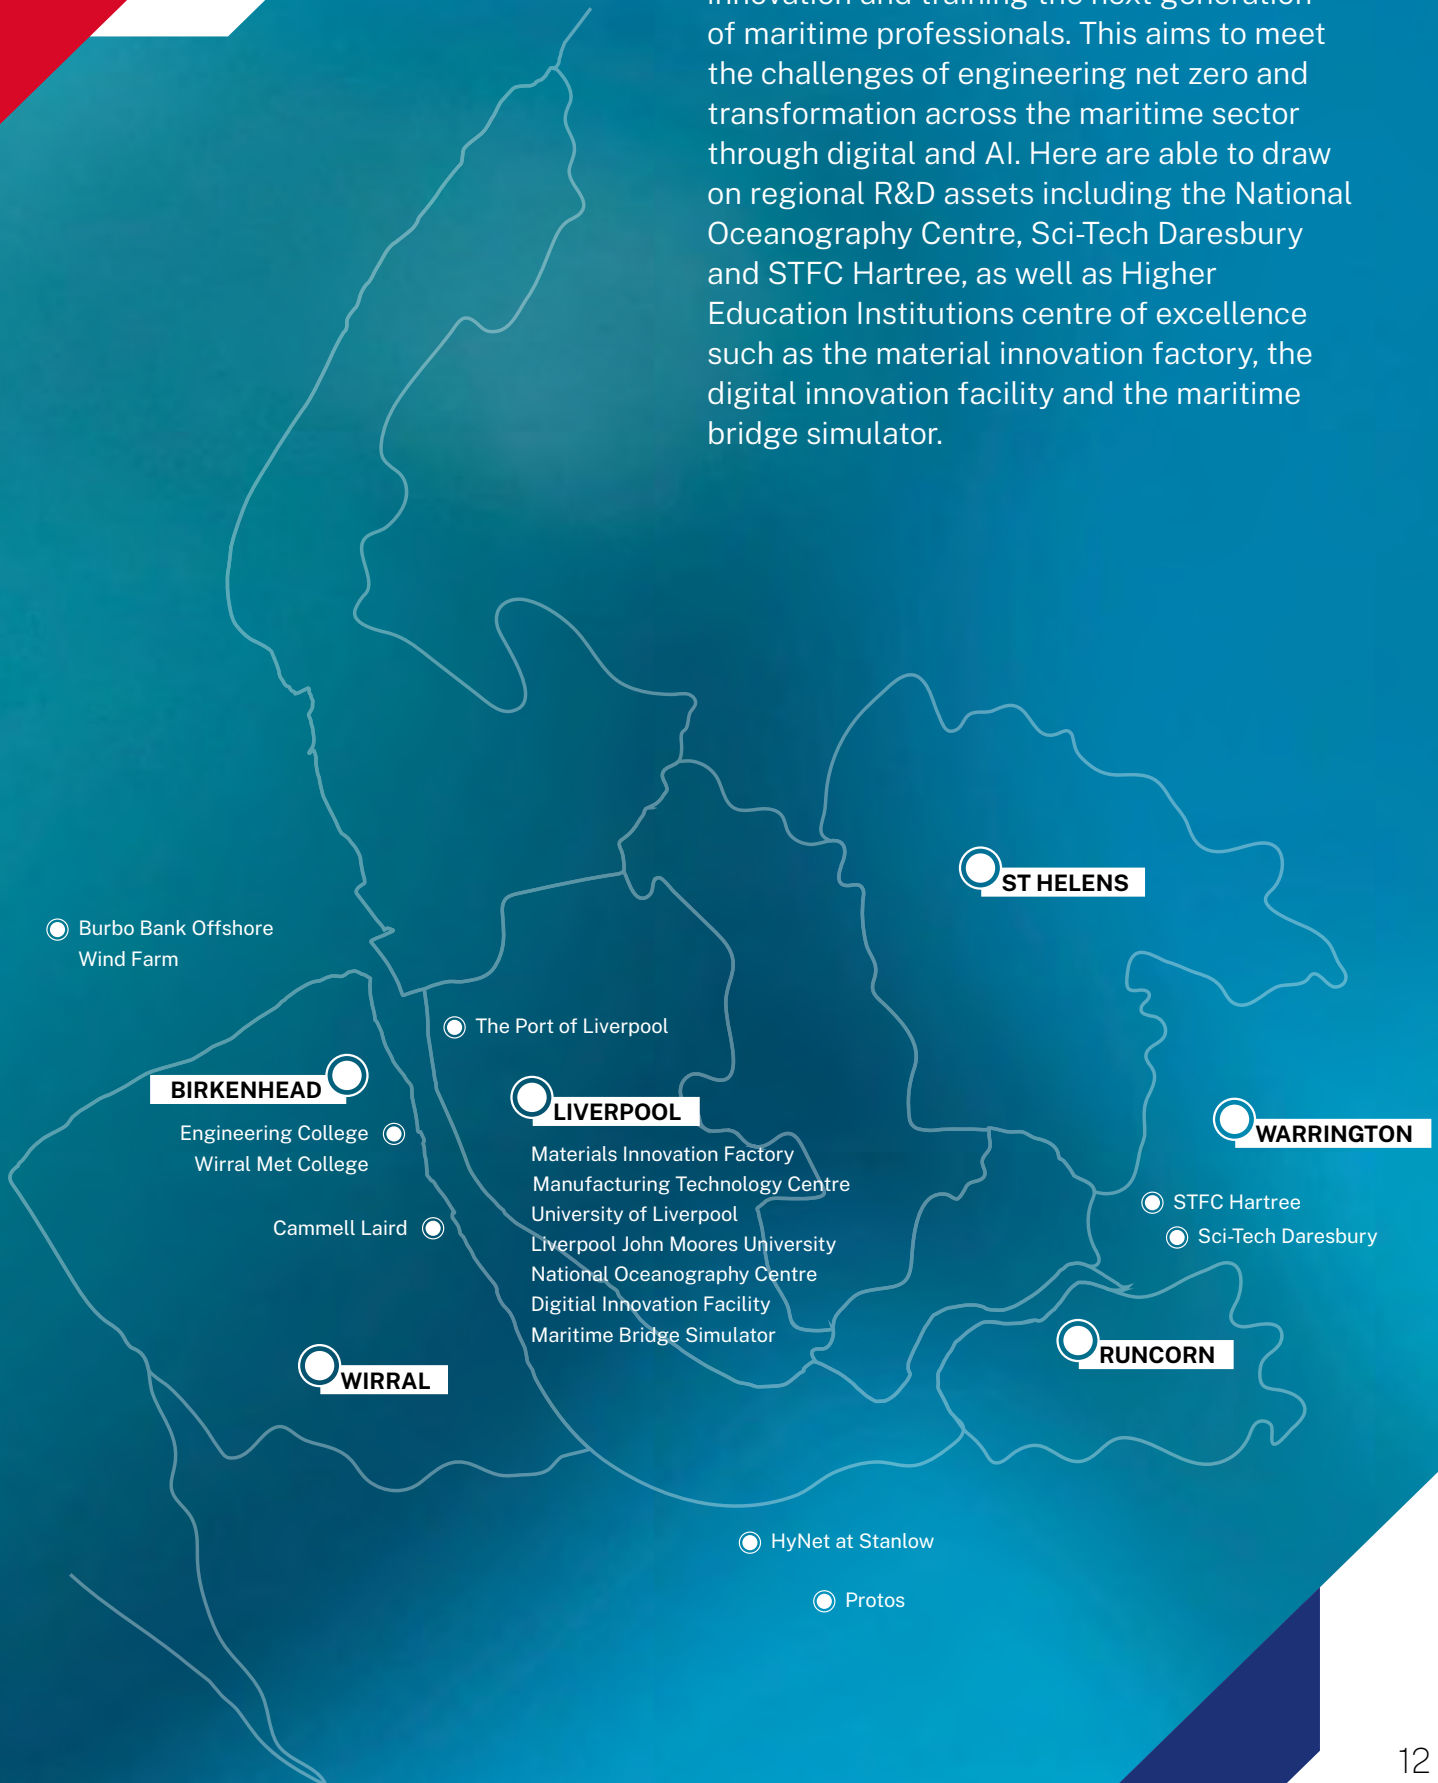 innovation and training the next generation
of maritime professionals. This aims to meet
the challenges of engineering net zero and
transformation across the maritime sector
through digital and AI. Here are able to draw
on regional R&D assets including the National
Oceanography Centre, Sci-Tech Daresbury
and STFC Hartree, as well as Higher
Education Institutions centre of excellence
such as the material innovation factory, the
digital innovation facility and the maritime
bridge simulator.
ST HELENS
Burbo Bank Offshore
Wind Farm
The Port of Liverpool
BIRKENHEAD
Engineering College
Wirral Met College
Cammell Laird
LIVERPOOL
Materials Innovation Factory
Manufacturing Technology Centre
University of Liverpool
Liverpool John Moores University
National Oceanography Centre
Digitial Innovation Facility
Maritime Bridge Simulator
WARRINGTON
STFC Hartree
Sci-Tech Daresbury
RUNCORN
WIRRAL
HyNet at Stanlow
Protos
12